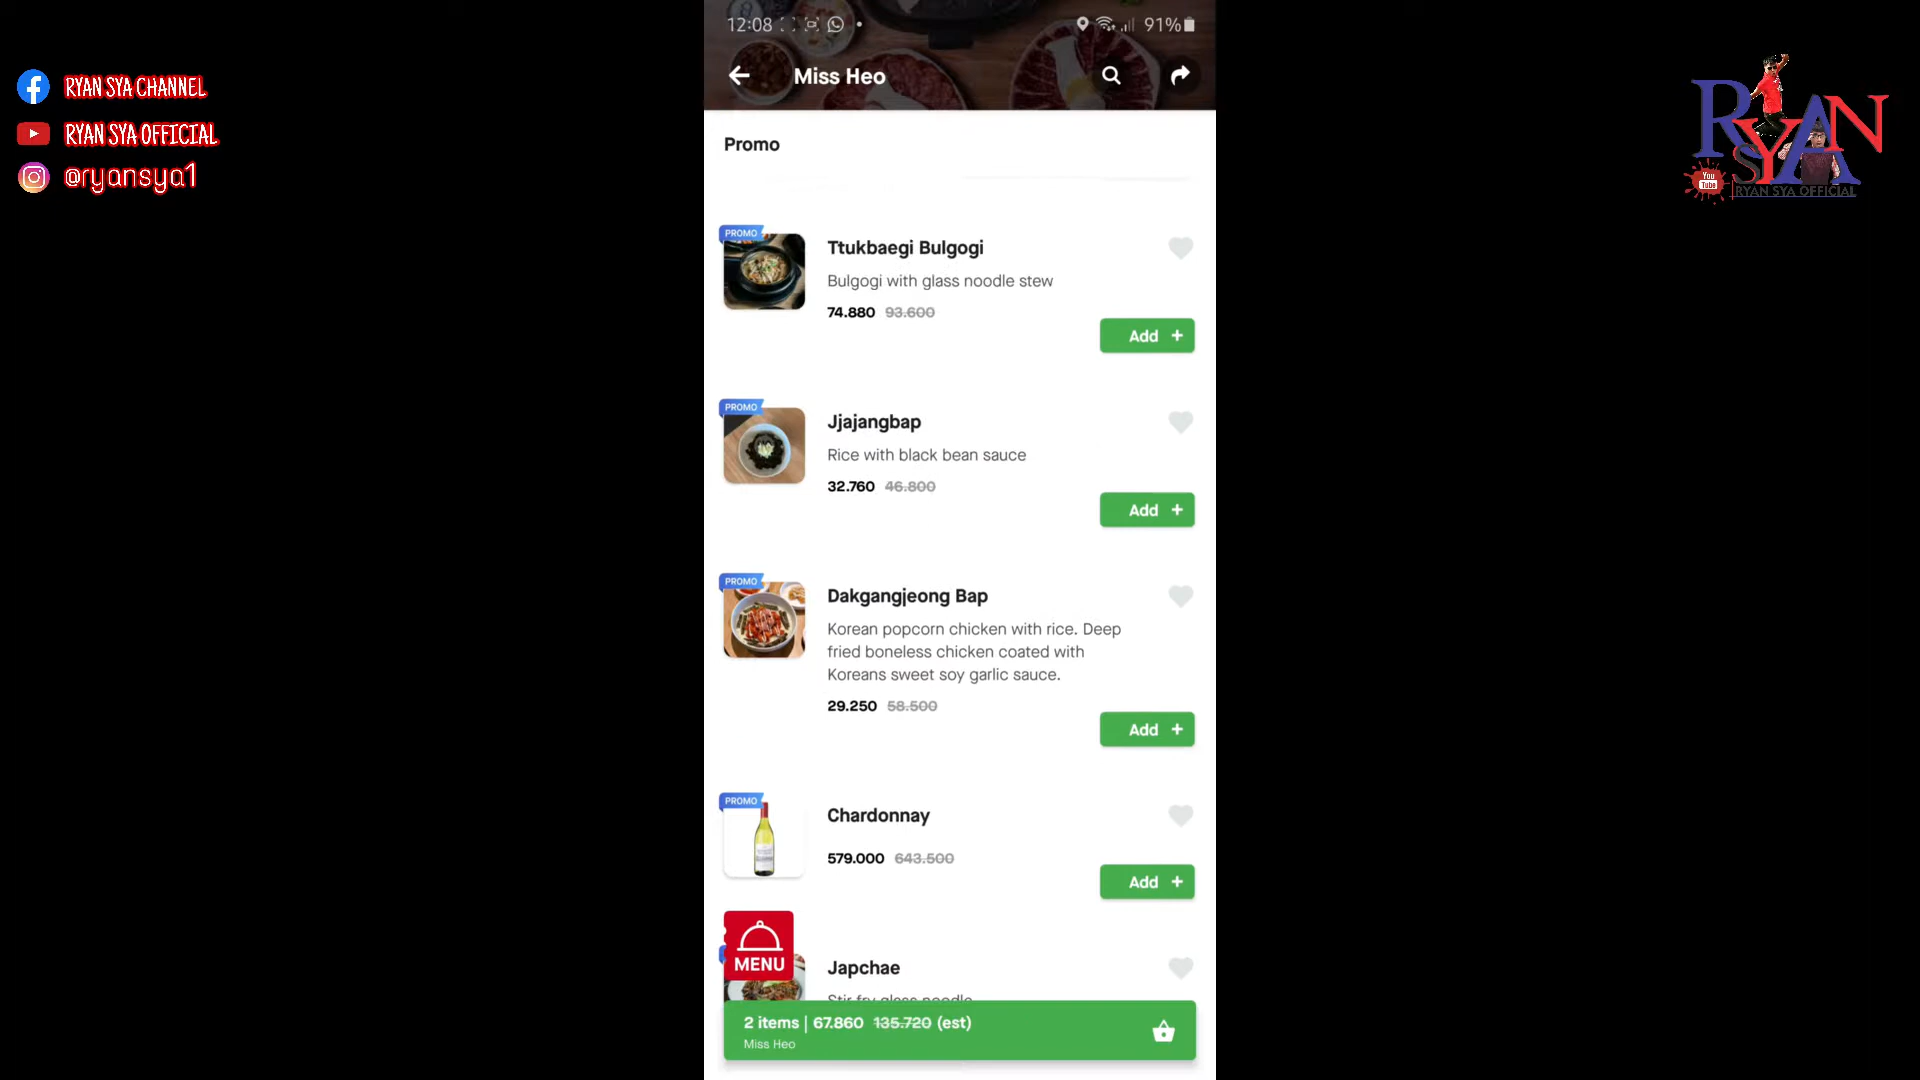 RYAN SYA CHANNEL
RYAN SYA OFFICIAL
@ryansya1
RYAN
SYA
You
Tube
RYAN SYA OFFICIAL
12:08
91%
Miss Heo
Promo
PROMO
Ttukbaegi Bulgogi
Bulgogi with glass noodle stew
74.880 93.600
Add +
PROMO
Jjajangbap
Rice with black bean sauce
32.760 46.800
Add +
PROMO
Dakgangjeong Bap
Korean popcorn chicken with rice. Deep
fried boneless chicken coated with
Koreans sweet soy garlic sauce.
29.250 58.500
Add +
PROMO
Chardonnay
579.000 643.500
Add +
MENU
Japchae
Stir fry glass noodle
2 items | 67.860 135.720 (est)
Miss Heo